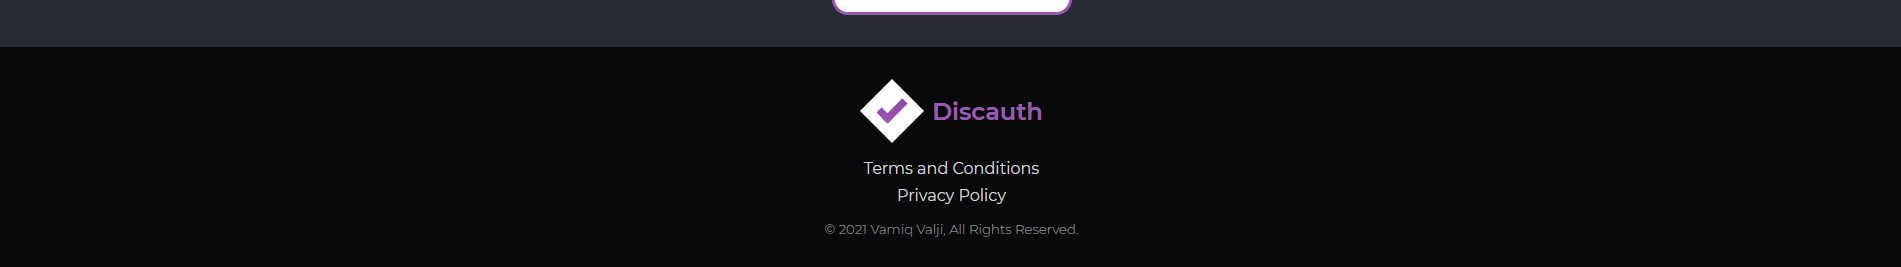 Discauth
Terms and Conditions
Privacy Policy
© 2021 Vamiq Valji, All Rights Reserved.